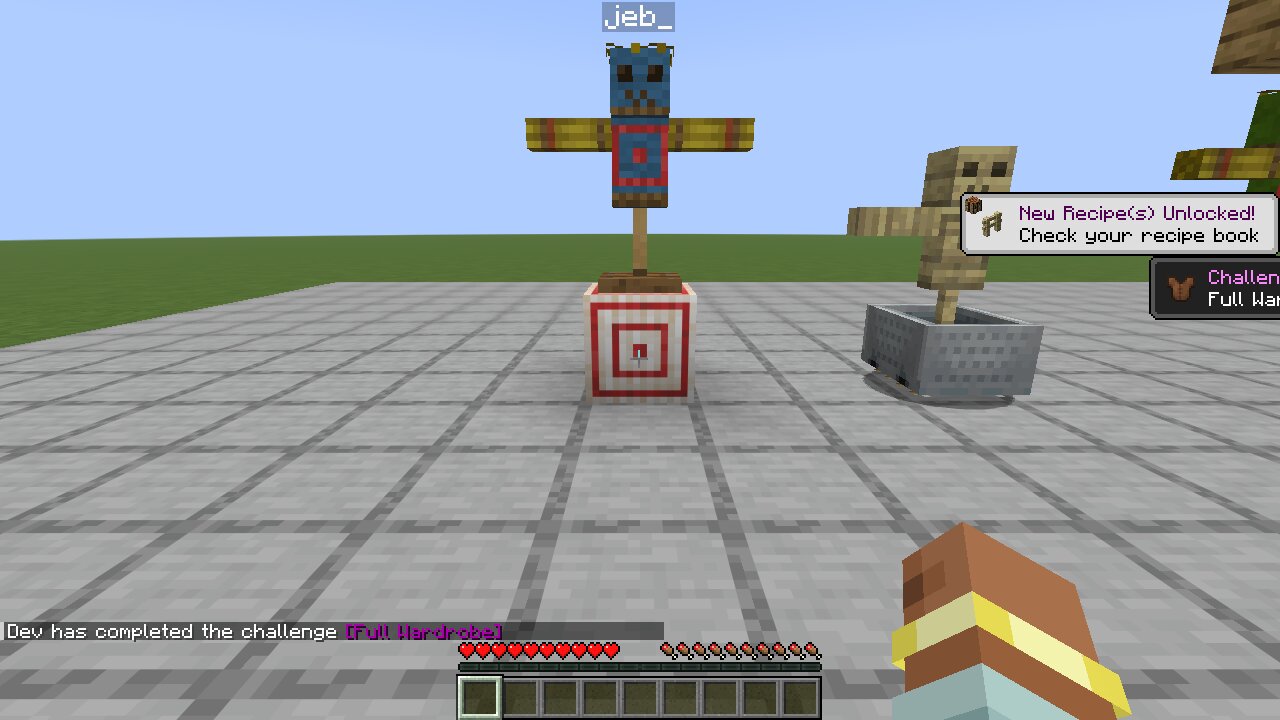 jeb_
New Recipe(s) Unlocked!
Check your recipe book
Challen
Full War
Dev has completed the challenge [Full Wardrobe]